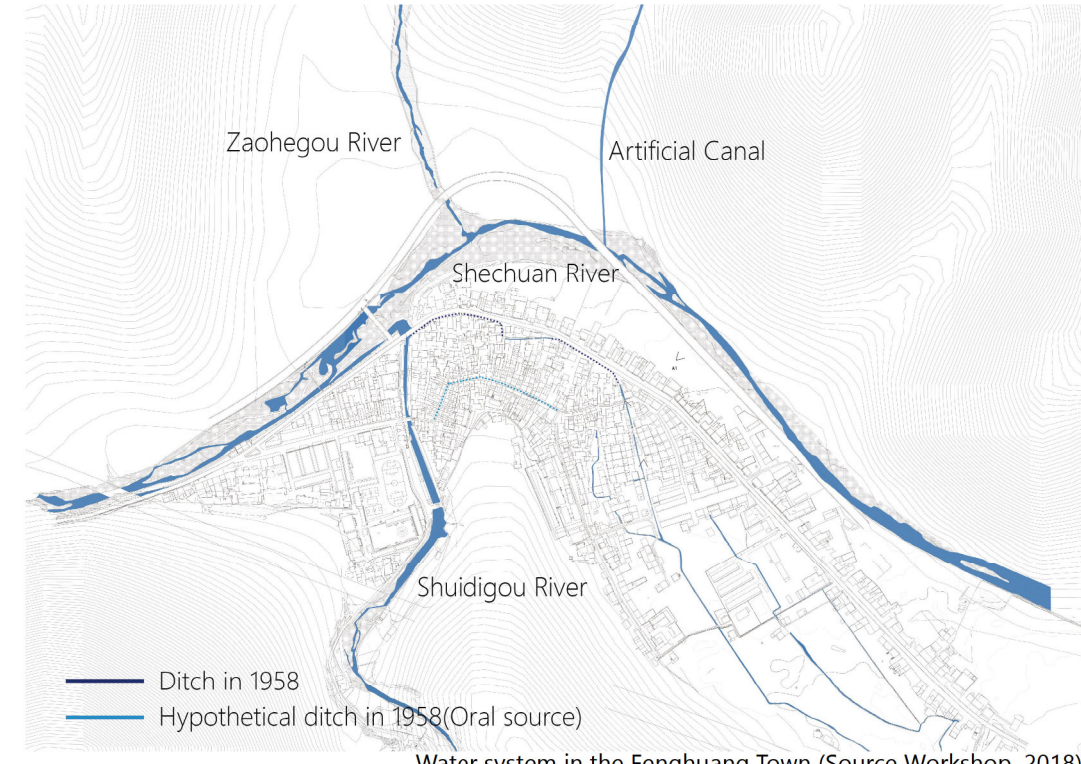 Zaohegou River
Artificial Canal
Shechuan River
A1
Shuidigou River
Ditch in 1958
Hypothetical ditch in 1958(Oral source)
Water system in the Fenghuang Town (Source Workshop, 2018)